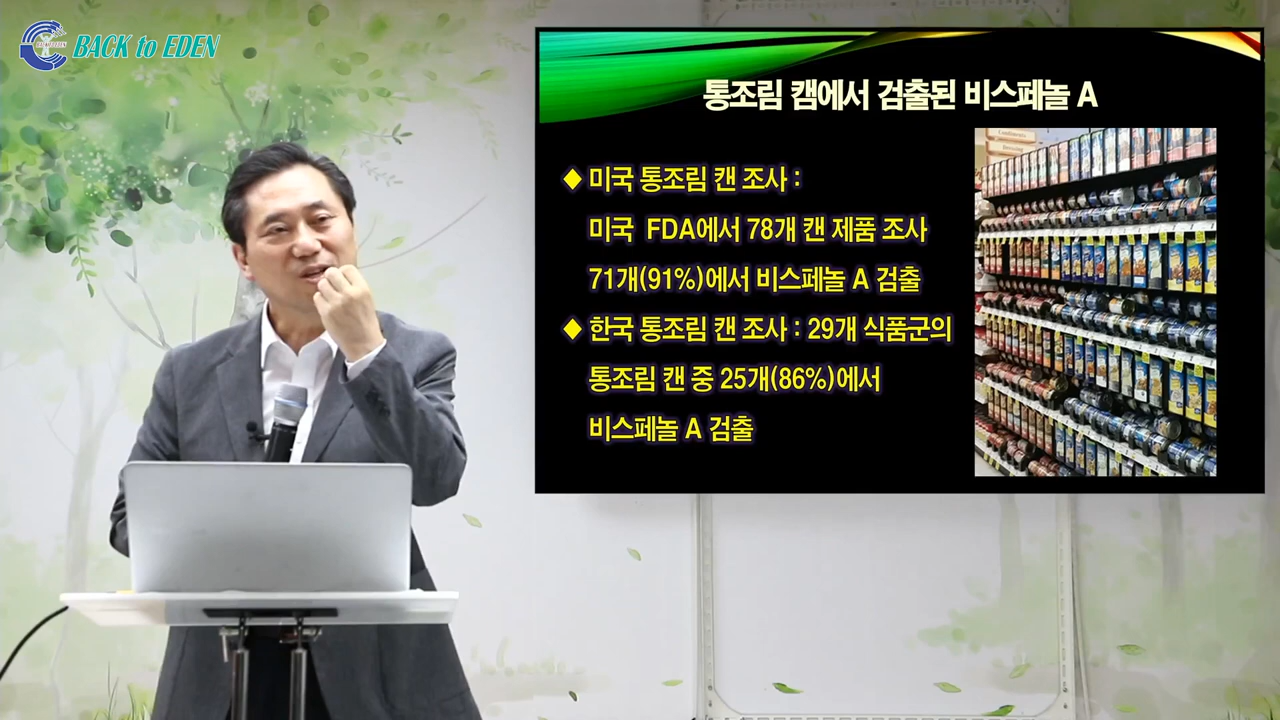 BACK to EDEN
통조림 캠에서 검출된 비스페놀 A
◆ 미국 통조림 캔 조사 :
미국 FDA에서 78개 캔 제품 조사
71개(91%)에서 비스페놀 A 검출
◆ 한국 통조림 캔 조사 : 29개 식품군의
통조림 캔 중 25개(86%)에서
비스페놀 A 검출